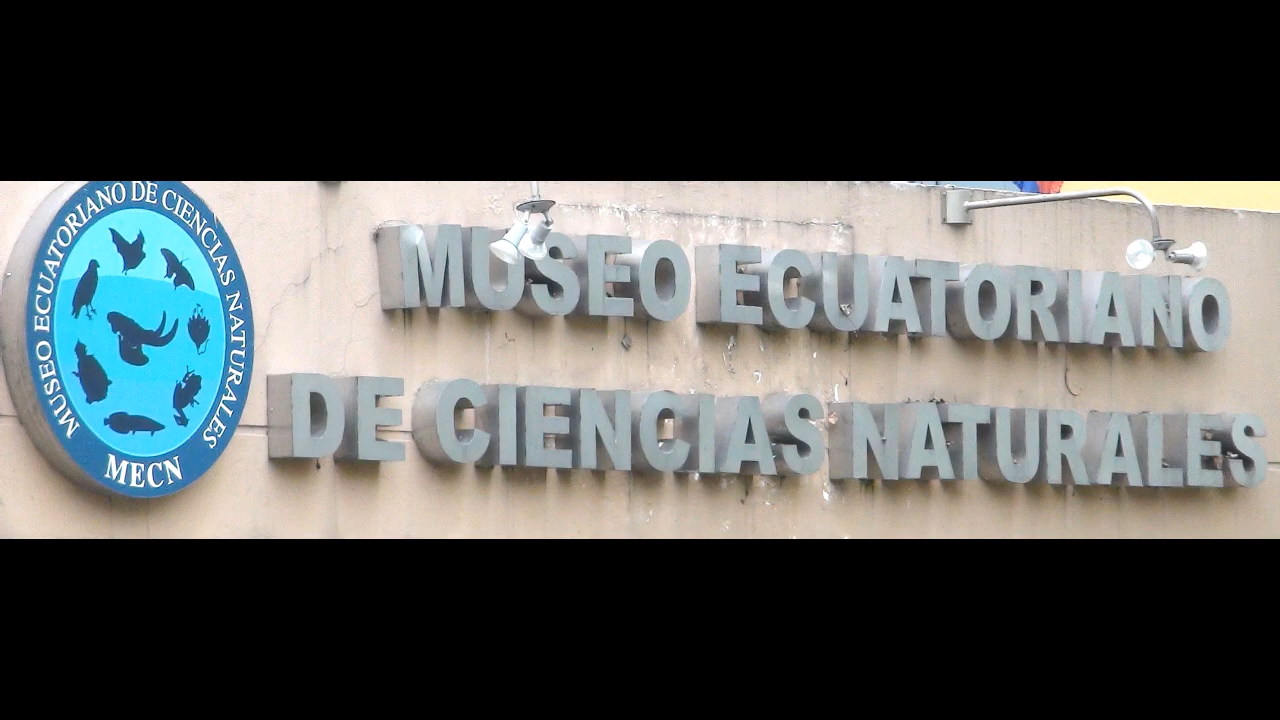 MUSEO ECUATORIANO DE CIENCIAS NATURALES
MECN
MUSEO ECUATORIANO
DE CIENCIAS NATURALES